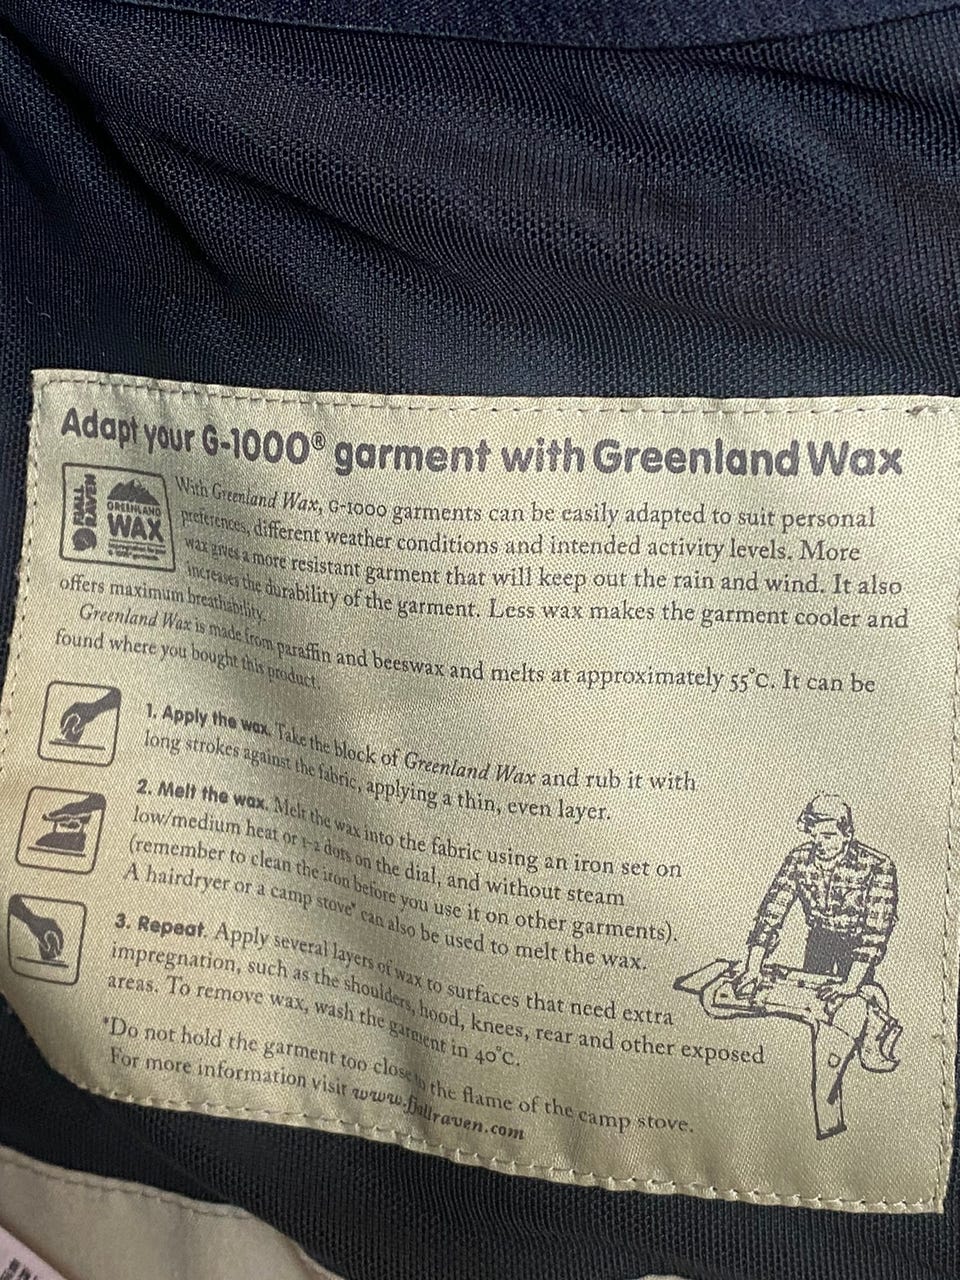 Adapt your G-1000® garment with Greenland Wax
FJÄLL
RÄVEN
GREENLAND
WAX
With Greenland Wax, G-1000 garments can be easily adapted to suit personal
preferences, different weather conditions and intended activity levels. More
wax gives a more resistant garment that will keep out the rain and wind. It also
increases the durability of the garment. Less wax makes the garment cooler and
offers maximum breathability.
Greenland Wax is made from paraffin and beeswax and melts at approximately 55°C. It can be
found where you bought this product.
1. Apply the wax. Take the block of Greenland Wax and rub it with
long strokes against the fabric, applying a thin, even layer.
2. Melt the wax. Melt the wax into the fabric using an iron set on
low/medium heat or 1-2 dots on the dial, and without steam
(remember to clean the iron before you use it on other garments).
A hairdryer or a camp stove* can also be used to melt the wax.
3. Repeat. Apply several layers of wax to surfaces that need extra
impregnation, such as the shoulders, hood, knees, rear and other exposed
areas. To remove wax, wash the garment in 40°C.
*Do not hold the garment too close to the flame of the camp stove.
For more information visit www.fjallraven.com